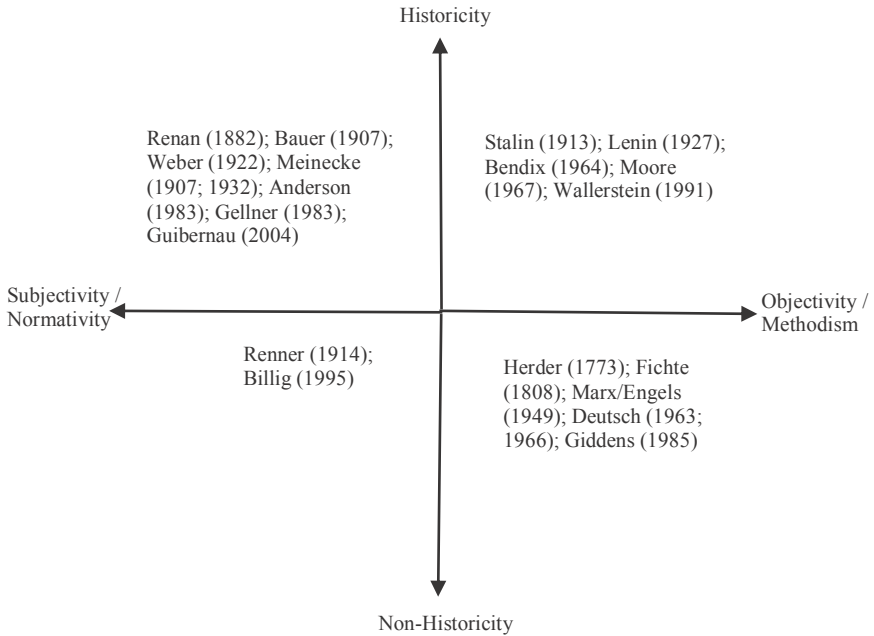 Historicity
Renan (1882); Bauer (1907);
Weber (1922); Meinecke
(1907; 1932); Anderson
(1983); Gellner (1983);
Guibernau (2004)
Stalin (1913); Lenin (1927);
Bendix (1964); Moore
(1967); Wallerstein (1991)
Subjectivity /
Normativity
Objectivity /
Methodism
Renner (1914);
Billig (1995)
Herder (1773); Fichte
(1808); Marx/Engels
(1949); Deutsch (1963;
1966); Giddens (1985)
Non-Historicity